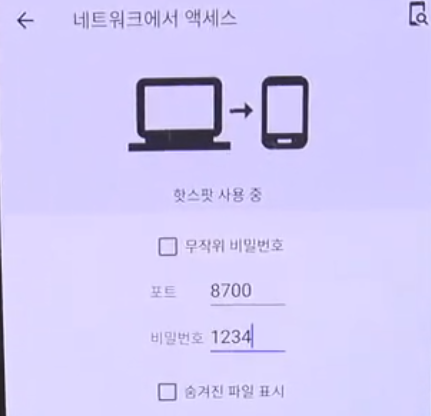 네트워크에서 액세스
핫스팟 사용 중
무작위 비밀번호
포트 8700
비밀번호 1234
숨겨진 파일 표시